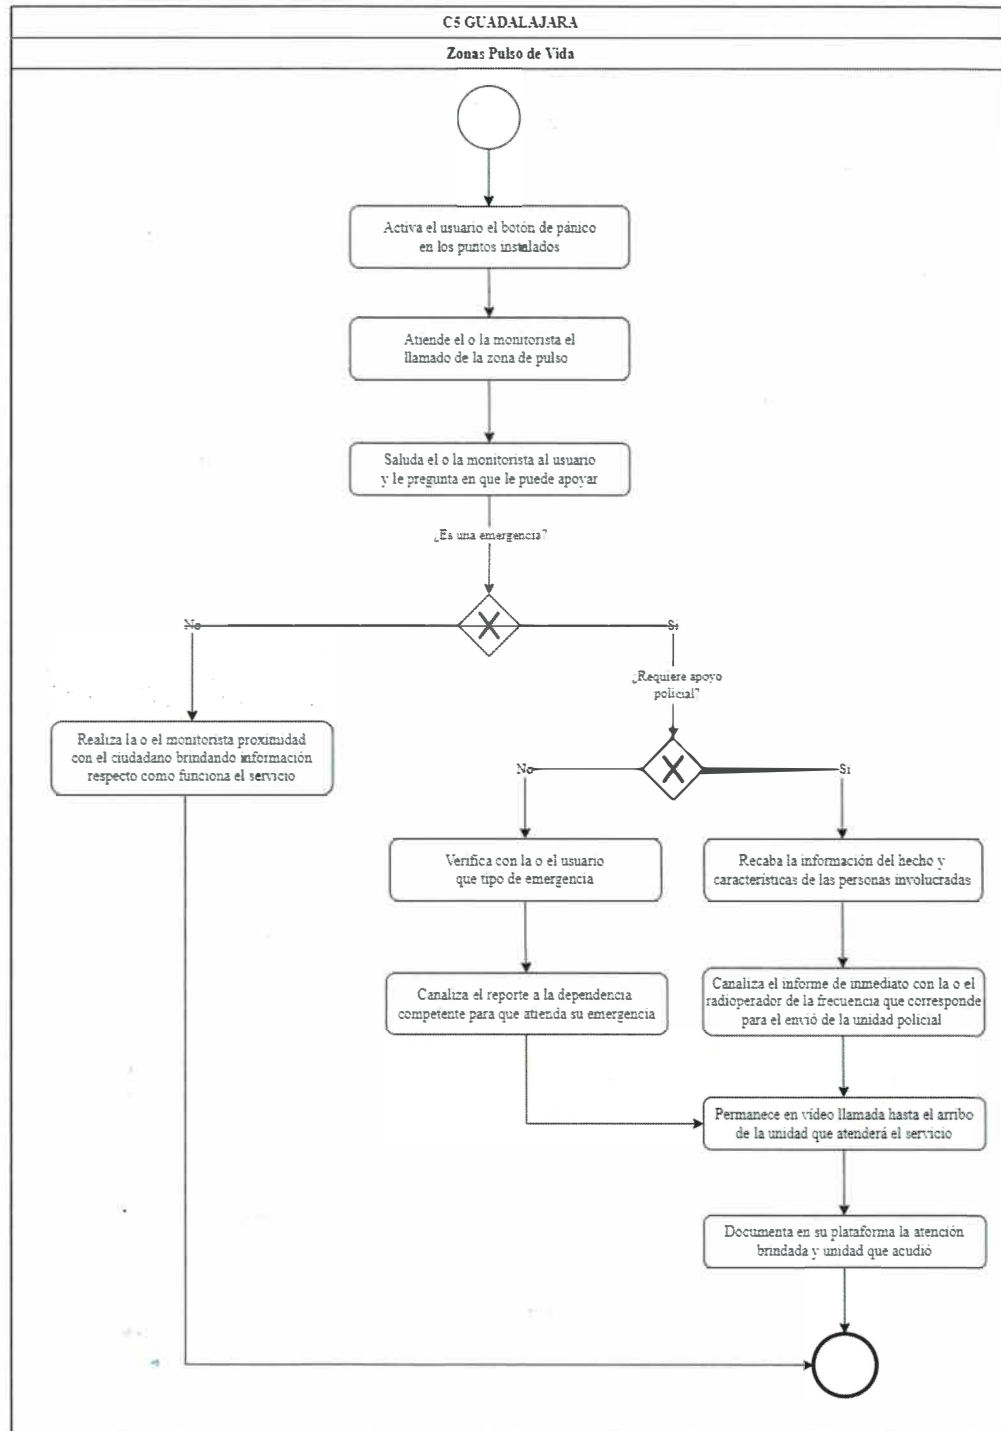 C5 GUADALAJARA
Zonas Pulso de Vida
Activa el usuario el botón de pánico
en los puntos instalados
Atiende el o la monitorista el
llamado de la zona de pulso
Saluda el o la monitorista al usuario
y le pregunta en que le puede apoyar
¿Es una emergencia?
No
Si
¿Requiere apoyo
policial?
Realiza la o el monitorista proximidad
con el ciudadano brindando información
respecto como funciona el servicio
No
Si
Verifica con la o el usuario
que tipo de emergencia
Recaba la información del hecho y
características de las personas involucradas
Canaliza el reporte a la dependencia
competente para que atienda su emergencia
Canaliza el informe de inmediato con la o el
radioperador de la frecuencia que corresponde
para el envió de la unidad policial
Permanece en vídeo llamada hasta el arribo
de la unidad que atenderá el servicio
Documenta en su plataforma la atención
brindada y unidad que acudió